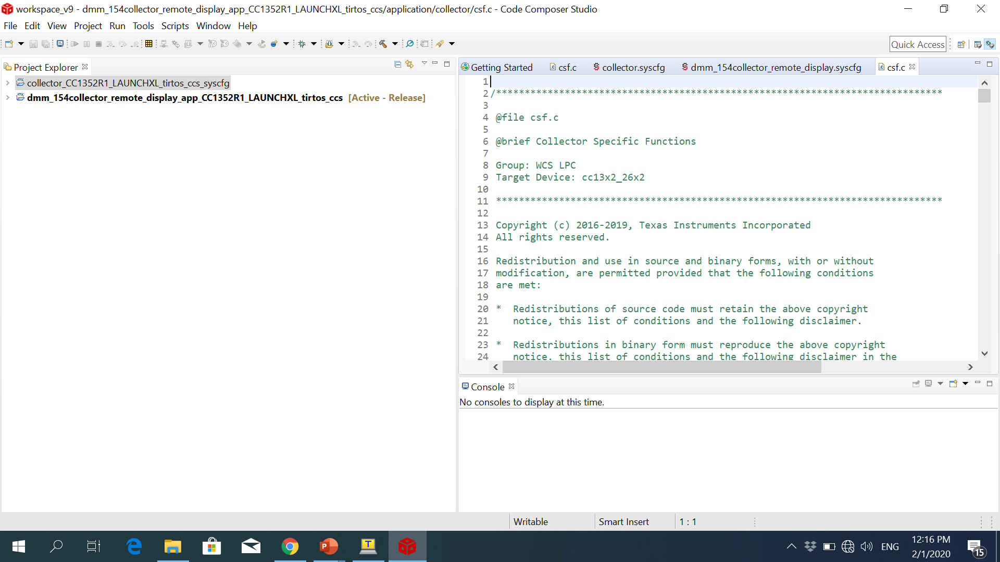 workspace_v9 - dmm_154collector_remote_display_app_CC1352R1_LAUNCHXL_tirtos_ccs/application/collector/csf.c - Code Composer Studio
File Edit View Project Run Tools Scripts Window Help
Quick Access
Project Explorer
collector_CC1352R1_LAUNCHXL_tirtos_ccs_syscfg
dmm_154collector_remote_display_app_CC1352R1_LAUNCHXL_tirtos_ccs [Active - Release]
Getting Started csf.c collector.syscfg dmm_154collector_remote_display.syscfg csf.c
1
2 /******************************************************************************
3
4 @file csf.c
5
6 @brief Collector Specific Functions
7
8 Group: WCS LPC
9 Target Device: cc13x2_26x2
10
11 ******************************************************************************
12
13 Copyright (c) 2016-2019, Texas Instruments Incorporated
14 All rights reserved.
15
16 Redistribution and use in source and binary forms, with or without
17 modification, are permitted provided that the following conditions
18 are met:
19
20 * Redistributions of source code must retain the above copyright
21 notice, this list of conditions and the following disclaimer.
22
23 * Redistributions in binary form must reproduce the above copyright
24 notice, this list of conditions and the following disclaimer in the
Console
No consoles to display at this time.
Writable Smart Insert 1 : 1
ENG
12:16 PM
2/1/2020
15